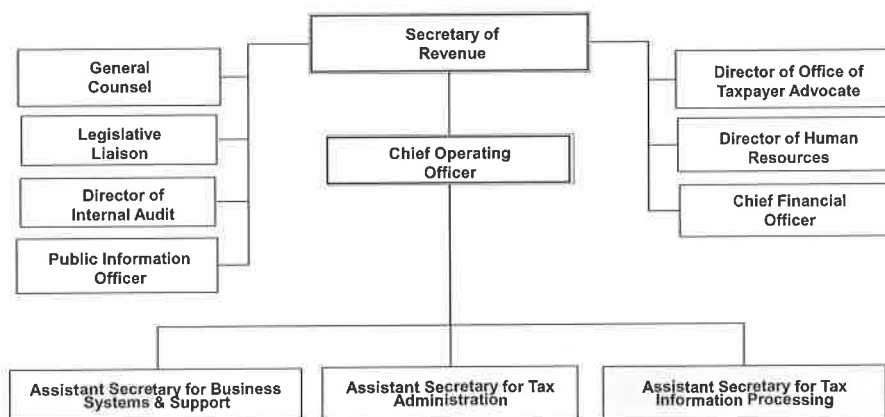 Secretary of
Revenue
General
Counsel
Legislative
Liaison
Director of
Internal Audit
Public Information
Officer
Chief Operating
Officer
Director of Office of
Taxpayer Advocate
Director of Human
Resources
Chief Financial
Officer
Assistant Secretary for Business
Systems & Support
Assistant Secretary for Tax
Administration
Assistant Secretary for Tax
Information Processing